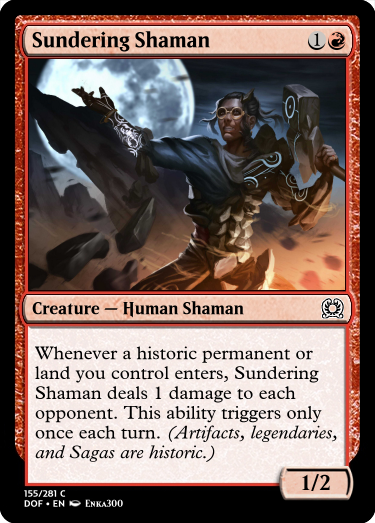 Sundering Shaman 1
Creature — Human Shaman
Whenever a historic permanent or
land you control enters, Sundering
Shaman deals 1 damage to each
opponent. This ability triggers only
once each turn. (Artifacts, legendaries,
and Sagas are historic.)
1/2
155/281 C
DOF • EN Enka300